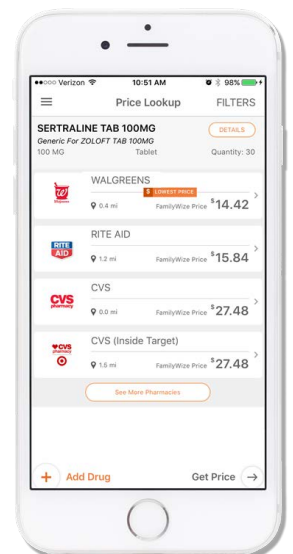 Verizon 10:51 AM 98%
Price Lookup FILTERS
SERTRALINE TAB 100MG DETAILS
Generic For ZOLOFT TAB 100MG
100 MG Tablet Quantity: 30
WALGREENS
$ LOWEST PRICE
Walgreens
0.4 mi FamilyWize Price $14.42
RITE AID
RITE AID
1.2 mi FamilyWize Price $15.84
CVS
CVS pharmacy
0.0 mi FamilyWize Price $27.48
CVS (Inside Target)
CVS pharmacy
1.6 mi FamilyWize Price $27.48
See More Pharmacies
+ Add Drug Get Price →